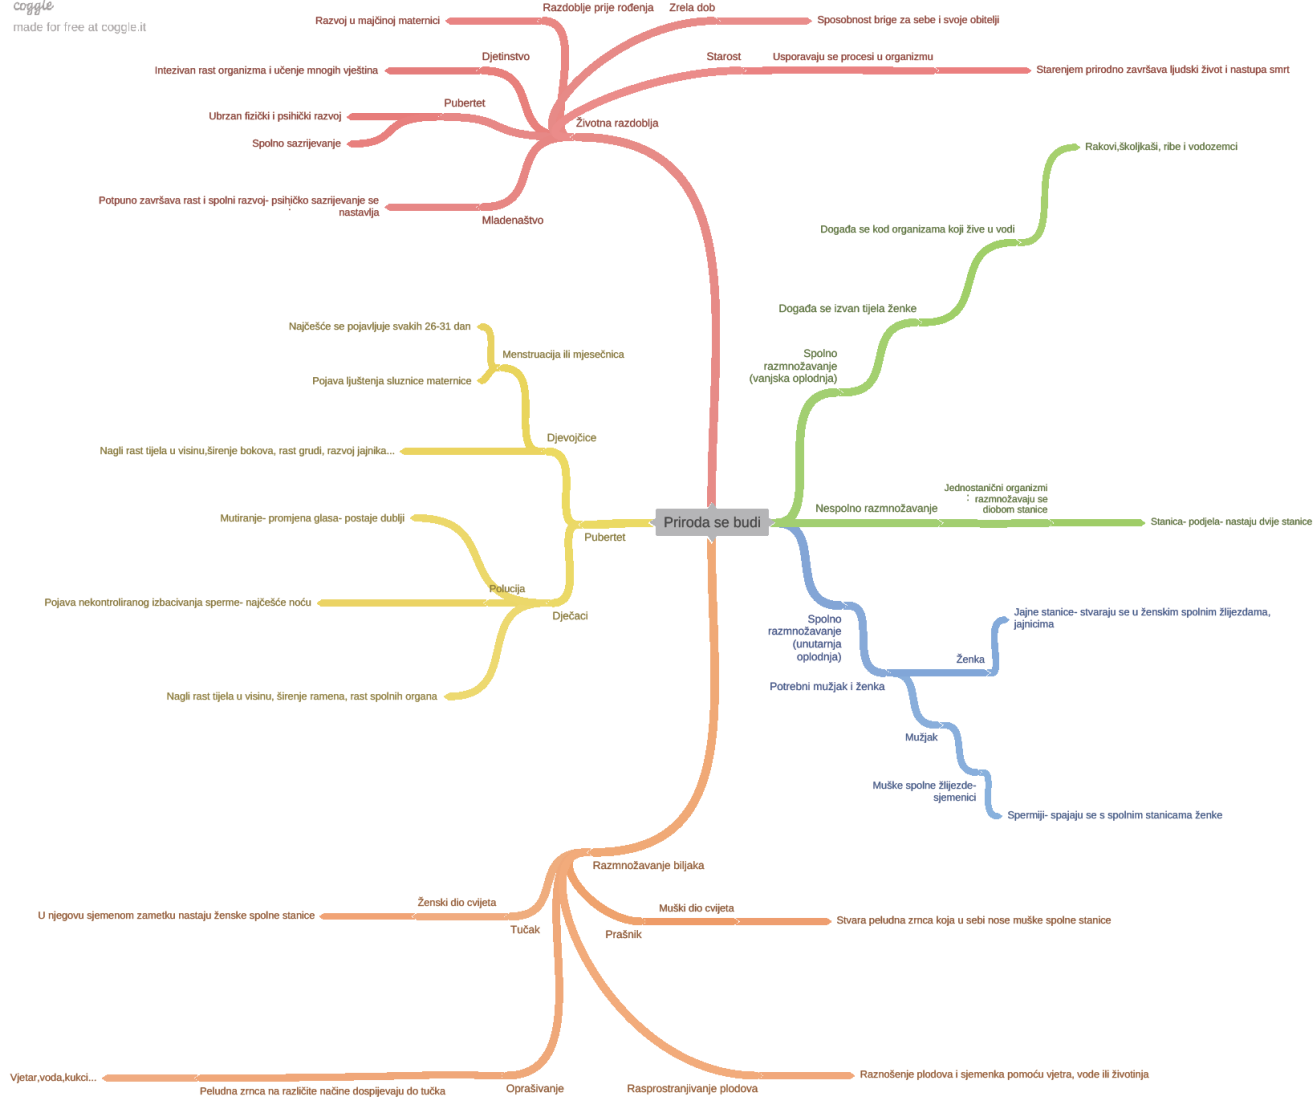 coggle
made for free at coggle.it
Razdoblje prije rođenja
Razvoj u majčinoj maternici
Zrela dob
Sposobnost brige za sebe i svoje obitelji
Djetinstvo
Intezivan rast organizma i učenje mnogih vještina
Starost
Usporavaju se procesi u organizmu
Starenjem prirodno završava ljudski život i nastupa smrt
Pubertet
Ubrzan fizički i psihički razvoj
Spolno sazrijevanje
Životna razdoblja
Potpuno završava rast i spolni razvoj- psihičko sazrijevanje se
nastavlja
Mladenaštvo
Rakovi,školjkaši, ribe i vodozemci
Događa se kod organizama koji žive u vodi
Događa se izvan tijela ženke
Spolno
razmnožavanje
(vanjska oplodnja)
Najčešće se pojavljuje svakih 26-31 dan
Menstruacija ili mjesečnica
Pojava ljuštenja sluznice maternice
Djevojčice
Nagli rast tijela u visinu,širenje bokova, rast grudi, razvoj jajnika...
Mutiranje- promjena glasa- postaje dublji
Pubertet
Priroda se budi
Nespolno razmnožavanje
Jednostanični organizmi
: razmnožavaju se
diobom stanice
Stanica- podjela- nastaju dvije stanice
Polucija
Pojava nekontroliranog izbacivanja sperme- najčešće noću
Dječaci
Nagli rast tijela u visinu, širenje ramena, rast spolnih organa
Spolno
razmnožavanje
(unutarnja
oplodnja)
Potrebni mužjak i ženka
Ženka
Jajne stanice- stvaraju se u ženskim spolnim žlijezdama,
jajnicima
Mužjak
Muške spolne žlijezde-
sjemenici
Spermiji- spajaju se s spolnim stanicama ženke
Razmnožavanje biljaka
Ženski dio cvijeta
U njegovu sjemenom zametku nastaju ženske spolne stanice
Tučak
Muški dio cvijeta
Prašnik
Stvara peludna zrnca koja u sebi nose muške spolne stanice
Vjetar,voda,kukci...
Peludna zrnca na različite načine dospijevaju do tučka
Oprašivanje
Rasprostranjivanje plodova
Raznošenje plodova i sjemenka pomoću vjetra, vode ili životinja